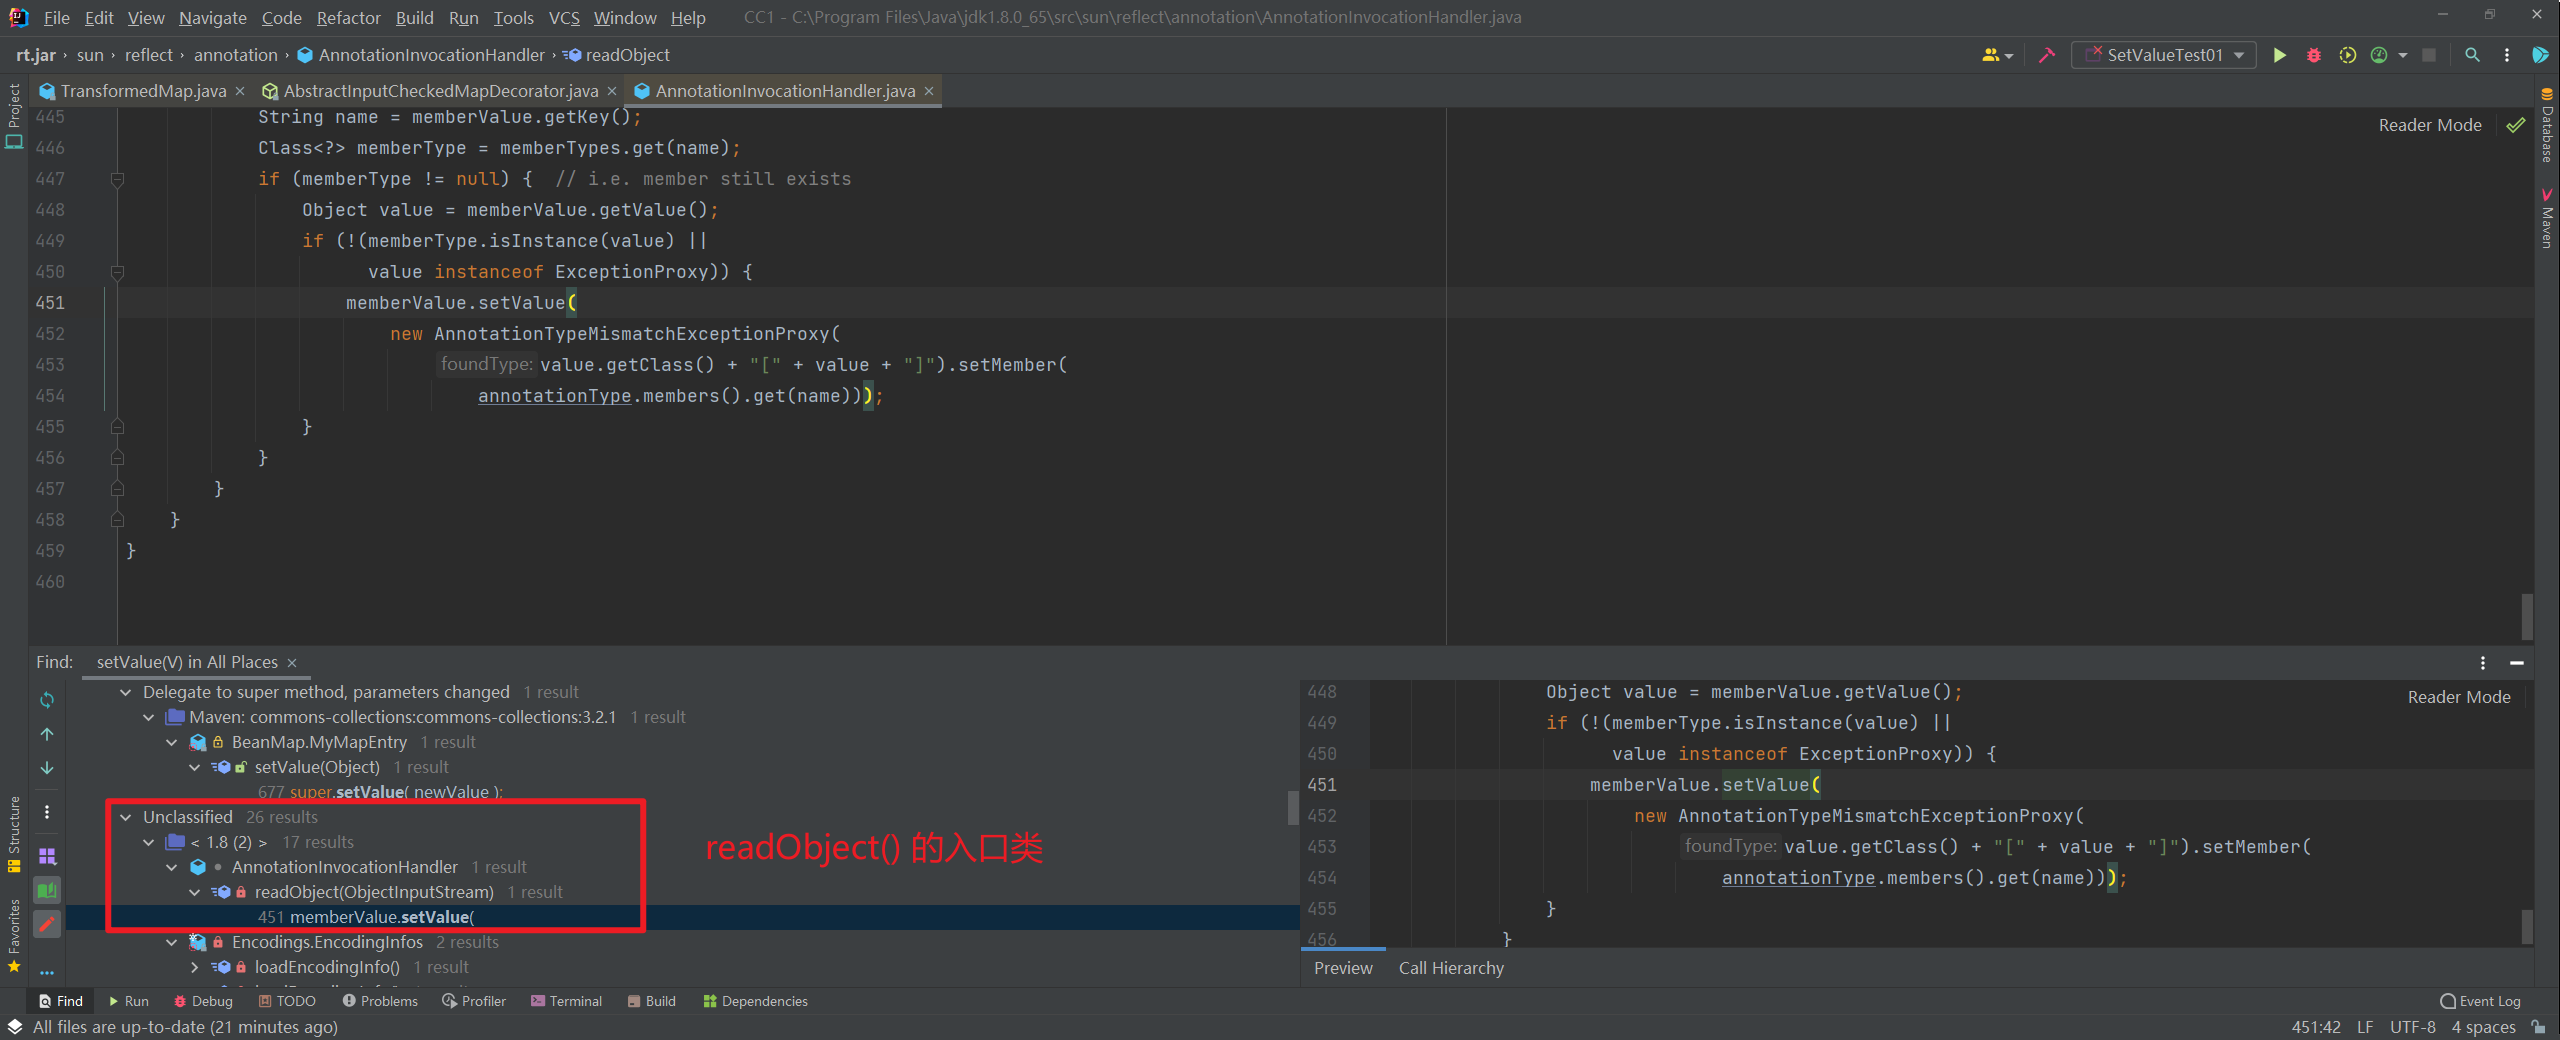 File Edit View Navigate Code Refactor Build Run Tools VCS Window Help CC1 - C:\Program Files\Java\jdk1.8.0_65\src\sun\reflect\annotation\AnnotationInvocationHandler.java
rt.jar sun reflect annotation AnnotationInvocationHandler readObject SetValueTest01
TransformedMap.java AbstractInputCheckedMapDecorator.java AnnotationInvocationHandler.java
Project
Structure
Favorites
Database
Maven
Reader Mode
445 String name = memberValue.getKey();
446 Class<?> memberType = memberTypes.get(name);
447 if (memberType != null) {  // i.e. member still exists
448 Object value = memberValue.getValue();
449 if (!(memberType.isInstance(value) ||
450 value instanceof ExceptionProxy)) {
451 memberValue.setValue(
452 new AnnotationTypeMismatchExceptionProxy(
453 foundType: value.getClass() + "[" + value + "]").setMember(
454 annotationType.members().get(name)));
455 }
456 }
457 }
458 }
459 }
460
Find: setValue(V) in All Places
Delegate to super method, parameters changed 1 result
Maven: commons-collections:commons-collections:3.2.1 1 result
BeanMap.MyMapEntry 1 result
setValue(Object) 1 result
677 super.setValue( newValue );
Unclassified 26 results
< 1.8 (2) > 17 results
AnnotationInvocationHandler 1 result
readObject(ObjectInputStream) 1 result
451 memberValue.setValue(
Encodings.EncodingInfos 2 results
loadEncodingInfo() 1 result
readObject() 的入口类
Reader Mode
448 Object value = memberValue.getValue();
449 if (!(memberType.isInstance(value) ||
450 value instanceof ExceptionProxy)) {
451 memberValue.setValue(
452 new AnnotationTypeMismatchExceptionProxy(
453 foundType: value.getClass() + "[" + value + "]").setMember(
454 annotationType.members().get(name)));
455 }
456 }
Preview Call Hierarchy
Find Run Debug TODO Problems Profiler Terminal Build Dependencies Event Log
All files are up-to-date (21 minutes ago) 451:42 LF UTF-8 4 spaces